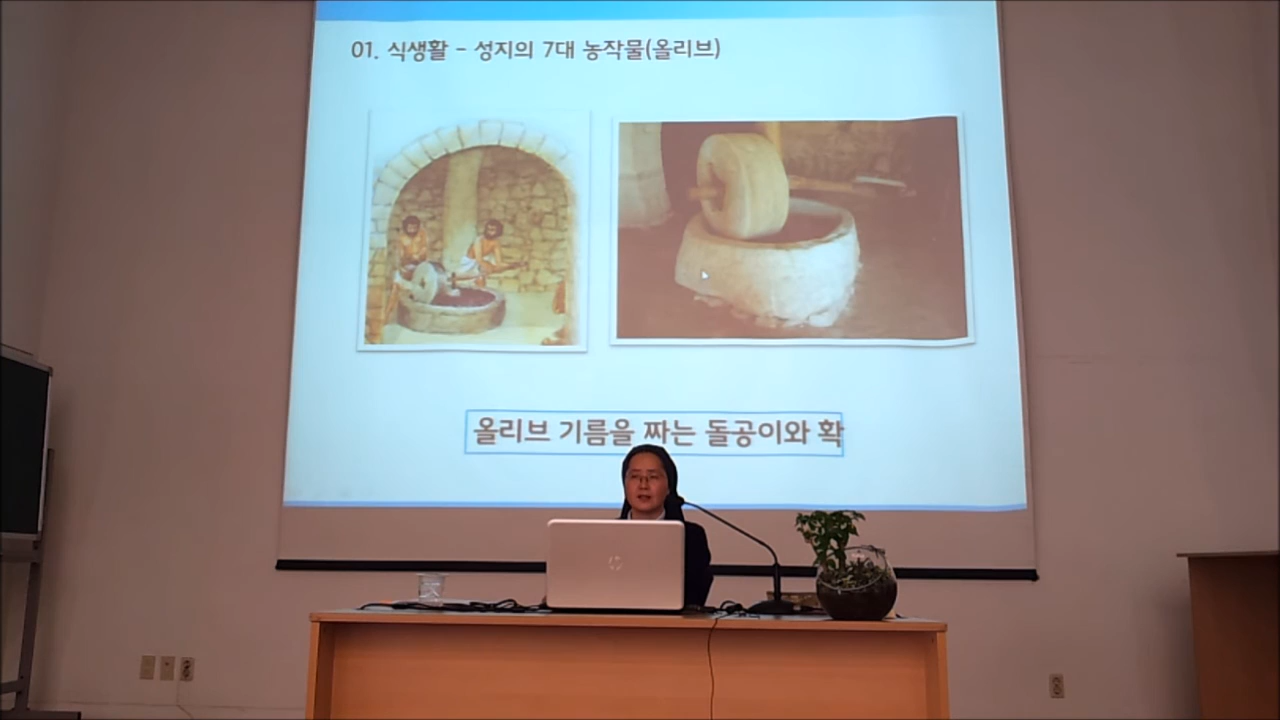 01. 식생활 - 성지의 7대 농작물(올리브)
올리브 기름을 짜는 돌공이와 확
hp